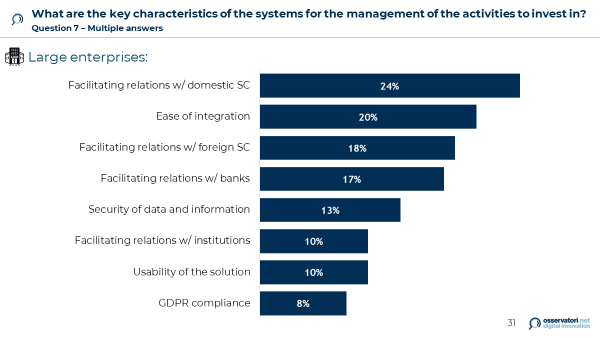 What are the key characteristics of the systems for the management of the activities to invest in?
Question 7 – Multiple answers
Large enterprises:
Facilitating relations w/ domestic SC 24%
Ease of integration 20%
Facilitating relations w/ foreign SC 18%
Facilitating relations w/ banks 17%
Security of data and information 13%
Facilitating relations w/ institutions 10%
Usability of the solution 10%
GDPR compliance 8%
31
osservatori.net
digital innovation